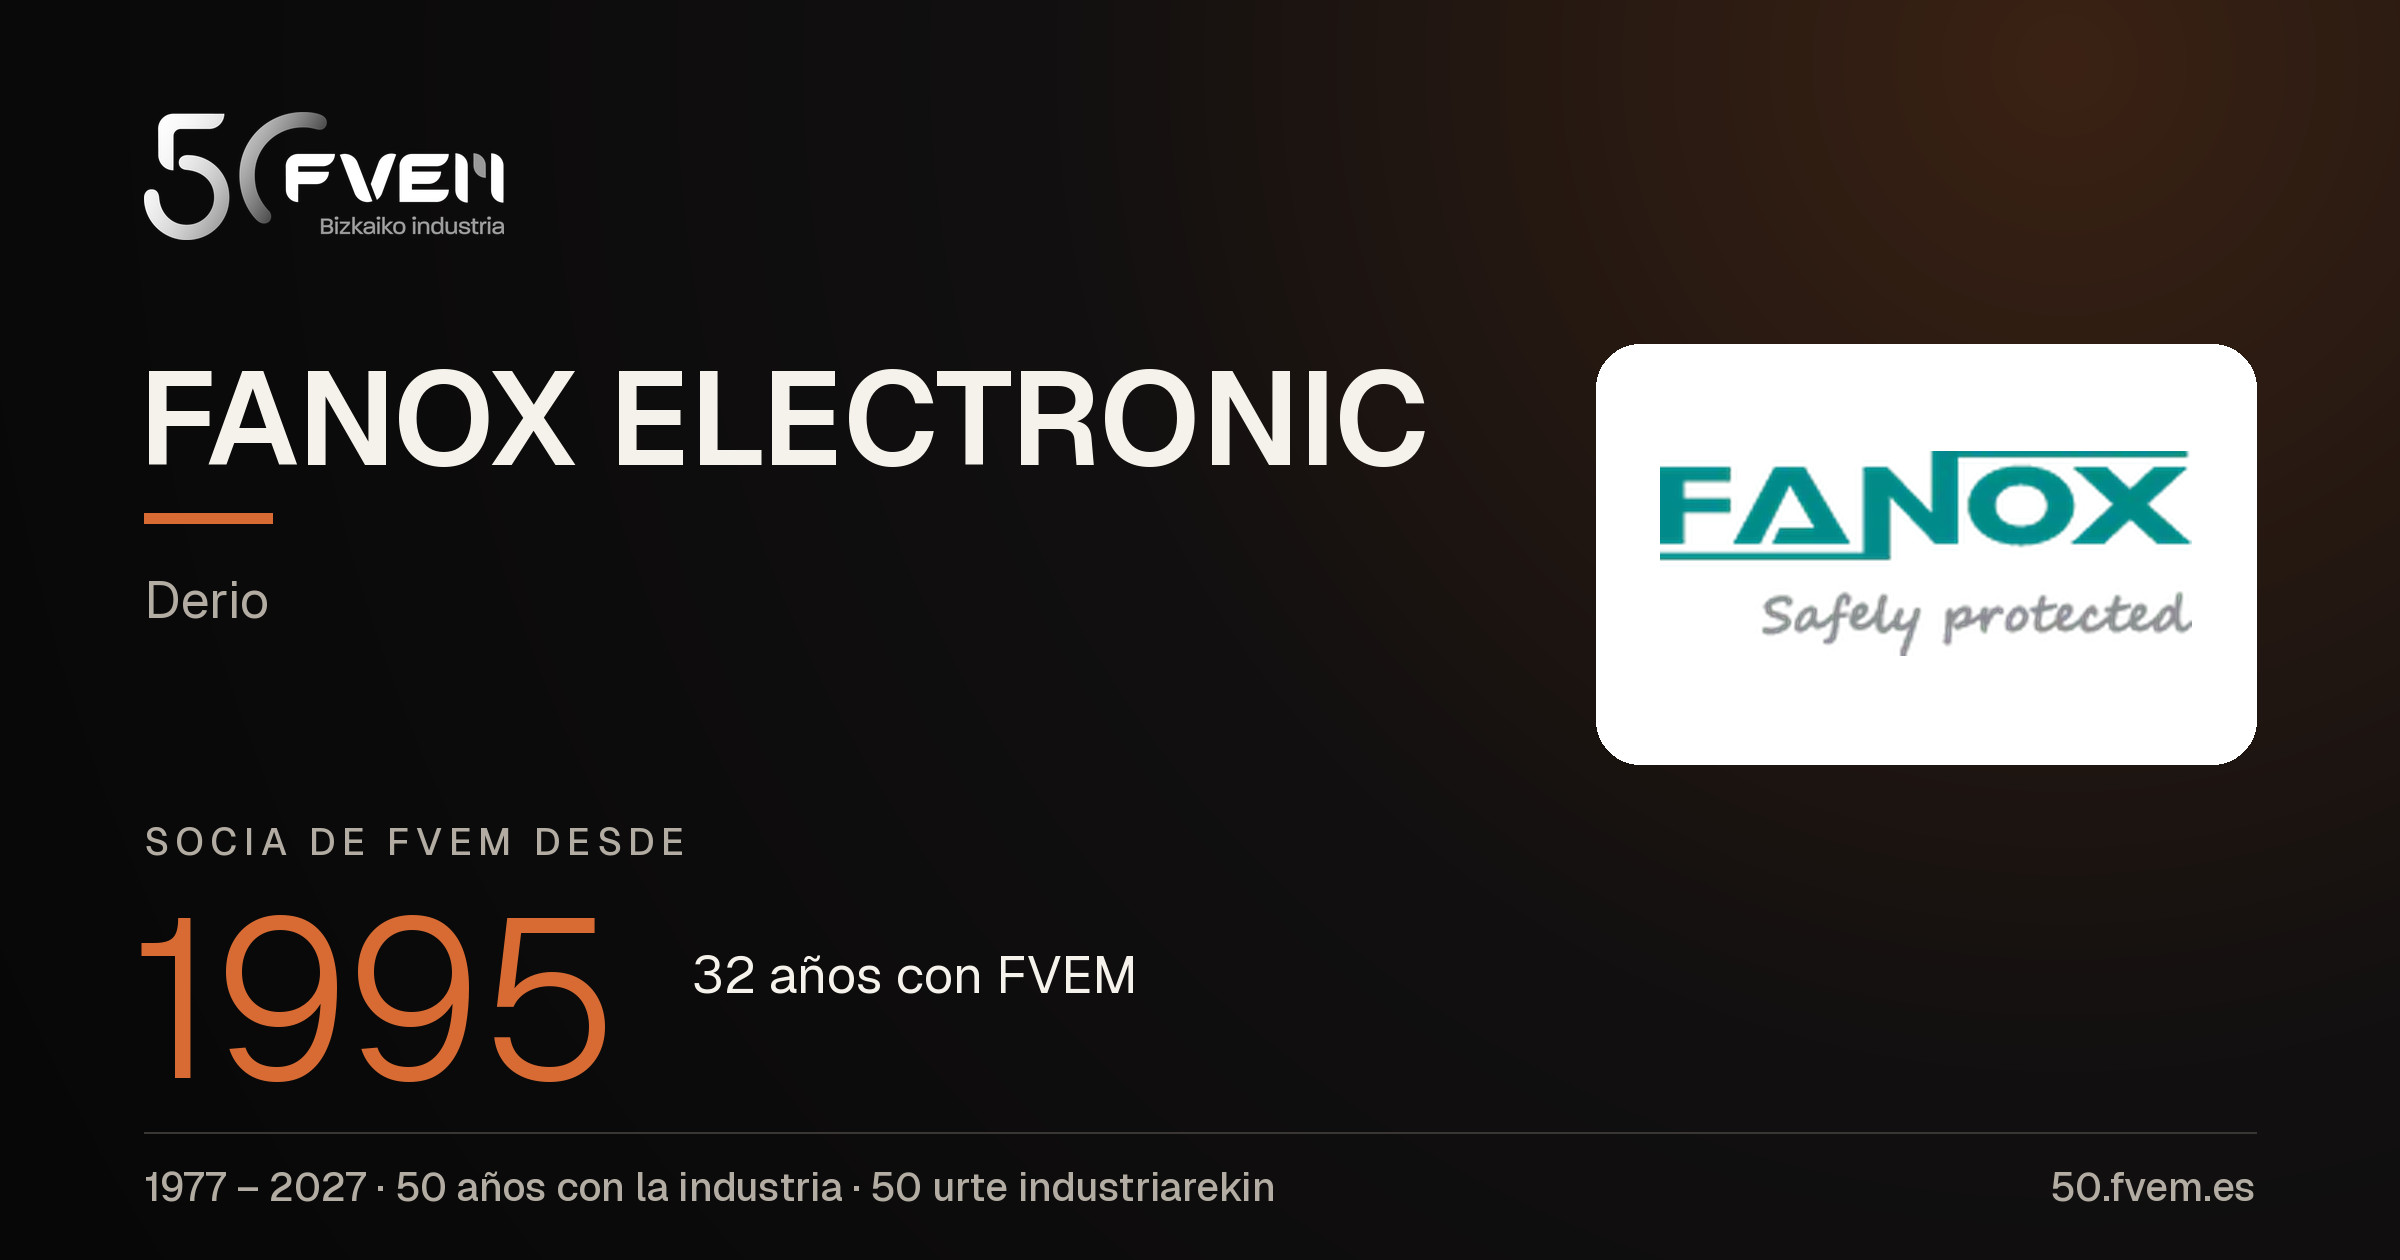 50 FVEM
Bizkaiko industria
FANOX ELECTRONIC
Derio
FANOX
Safely protected
SOCIA DE FVEM DESDE
1995
32 años con FVEM
1977 – 2027 · 50 años con la industria · 50 urte industriarekin
50.fvem.es